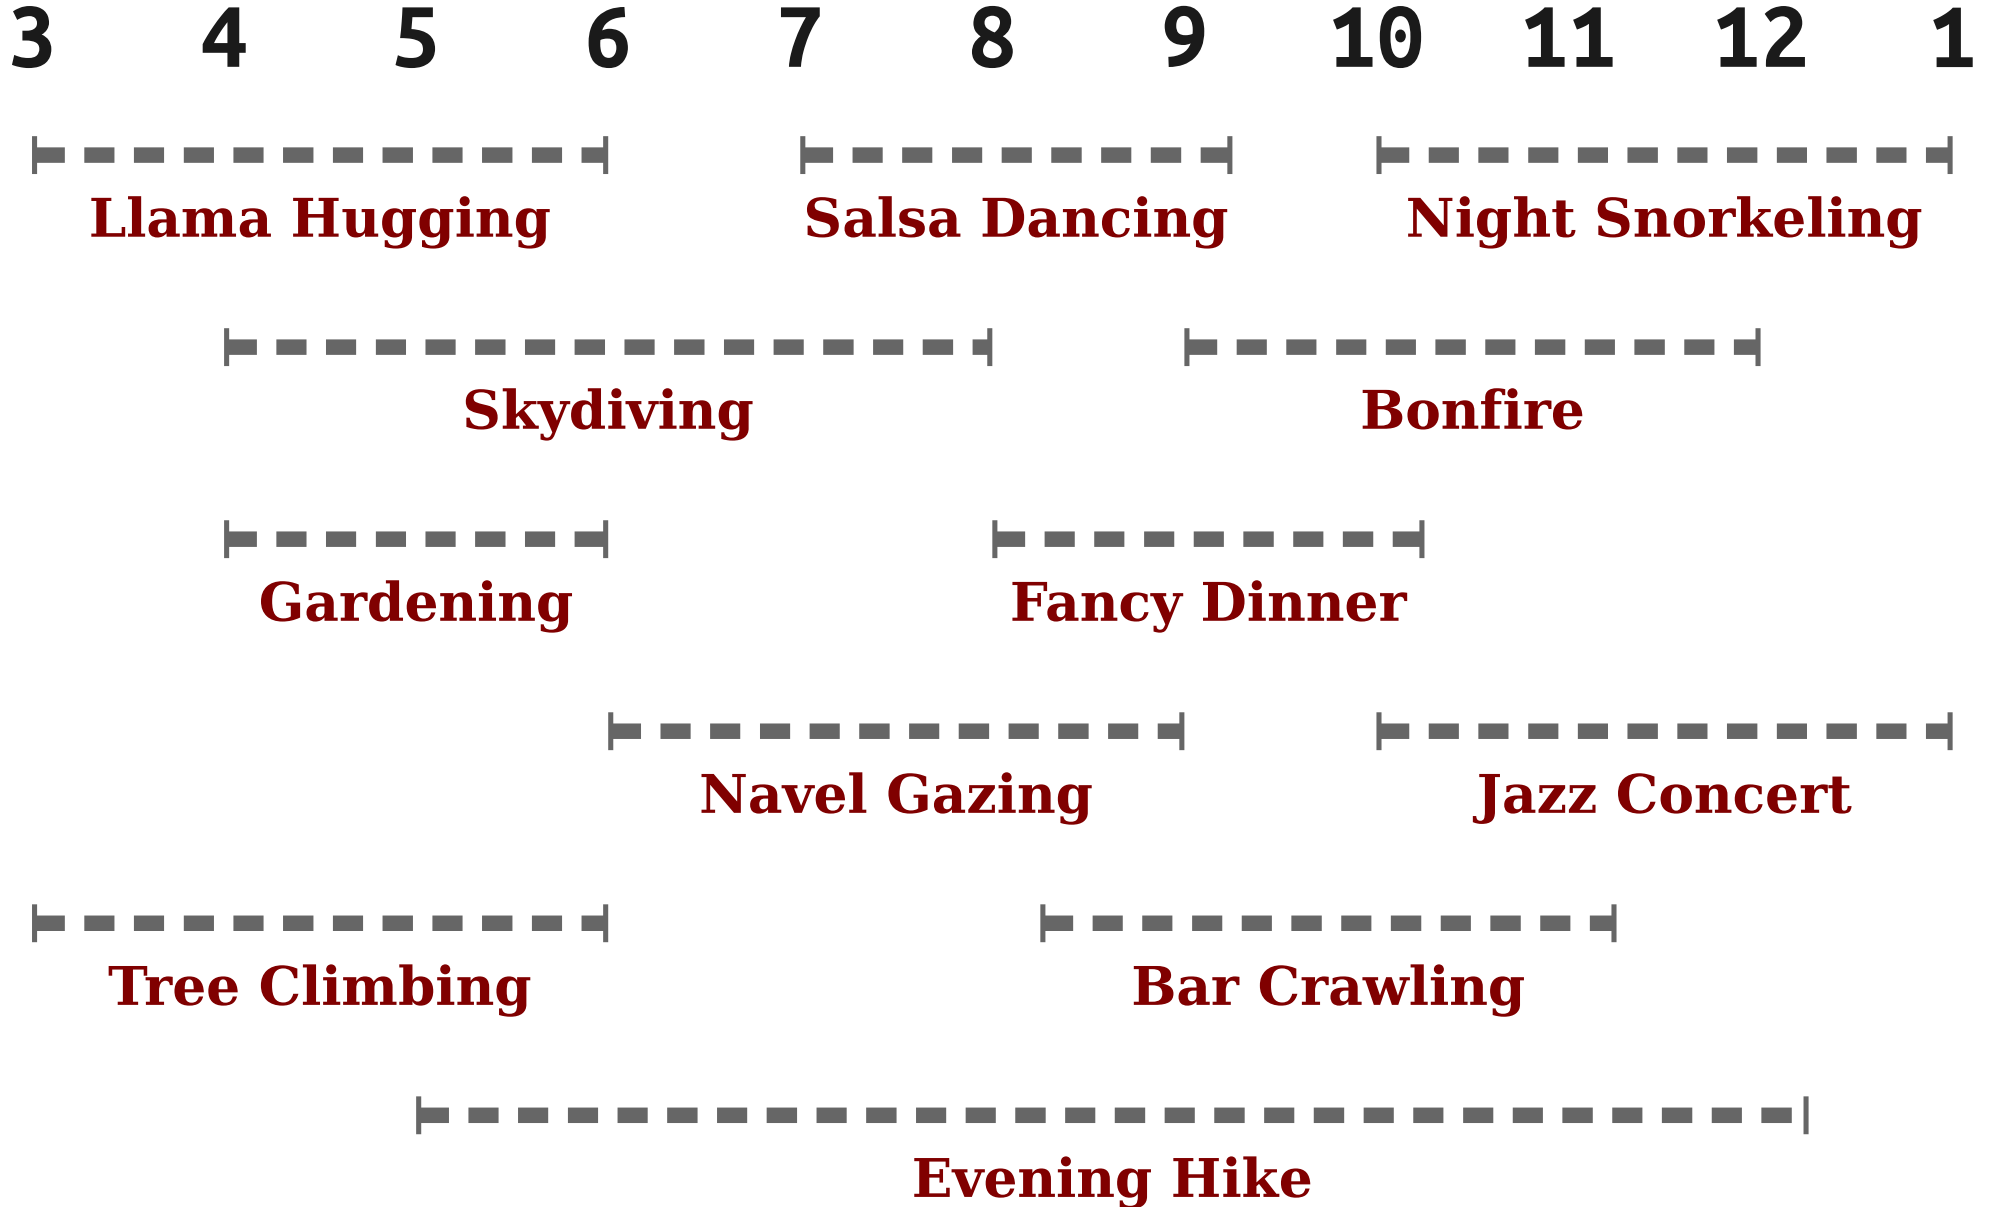 3 4 5 6 7 8 9 10 11 12 1
Llama Hugging Salsa Dancing Night Snorkeling
Skydiving Bonfire
Gardening Fancy Dinner
Navel Gazing Jazz Concert
Tree Climbing Bar Crawling
Evening Hike